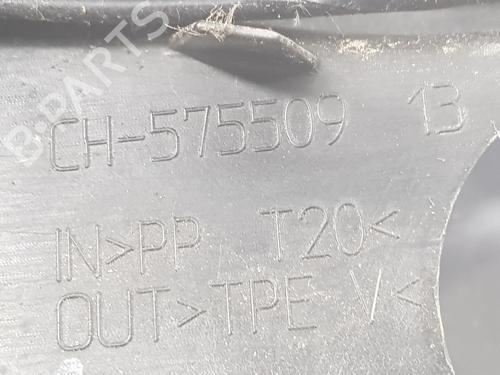 B-PARTS
CH-575509 13
IN>PP T20<
OUT>TPE V<